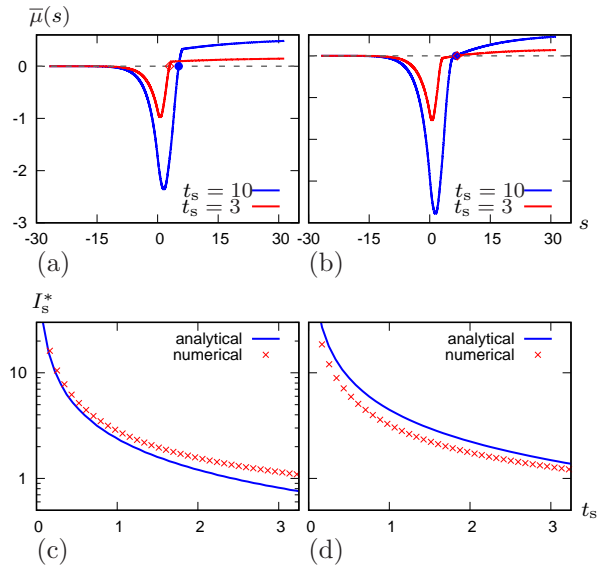 μ̅(s)
0
-1
-2
-3
t_s = 10
t_s = 3
t_s = 10
t_s = 3
-30 -15 0 15 30 -30 -15 0 15 30 s
(a) (b)
I_s^*
analytical
numerical
analytical
numerical
10
1
0 1 2 3 0 1 2 3 t_s
(c) (d)